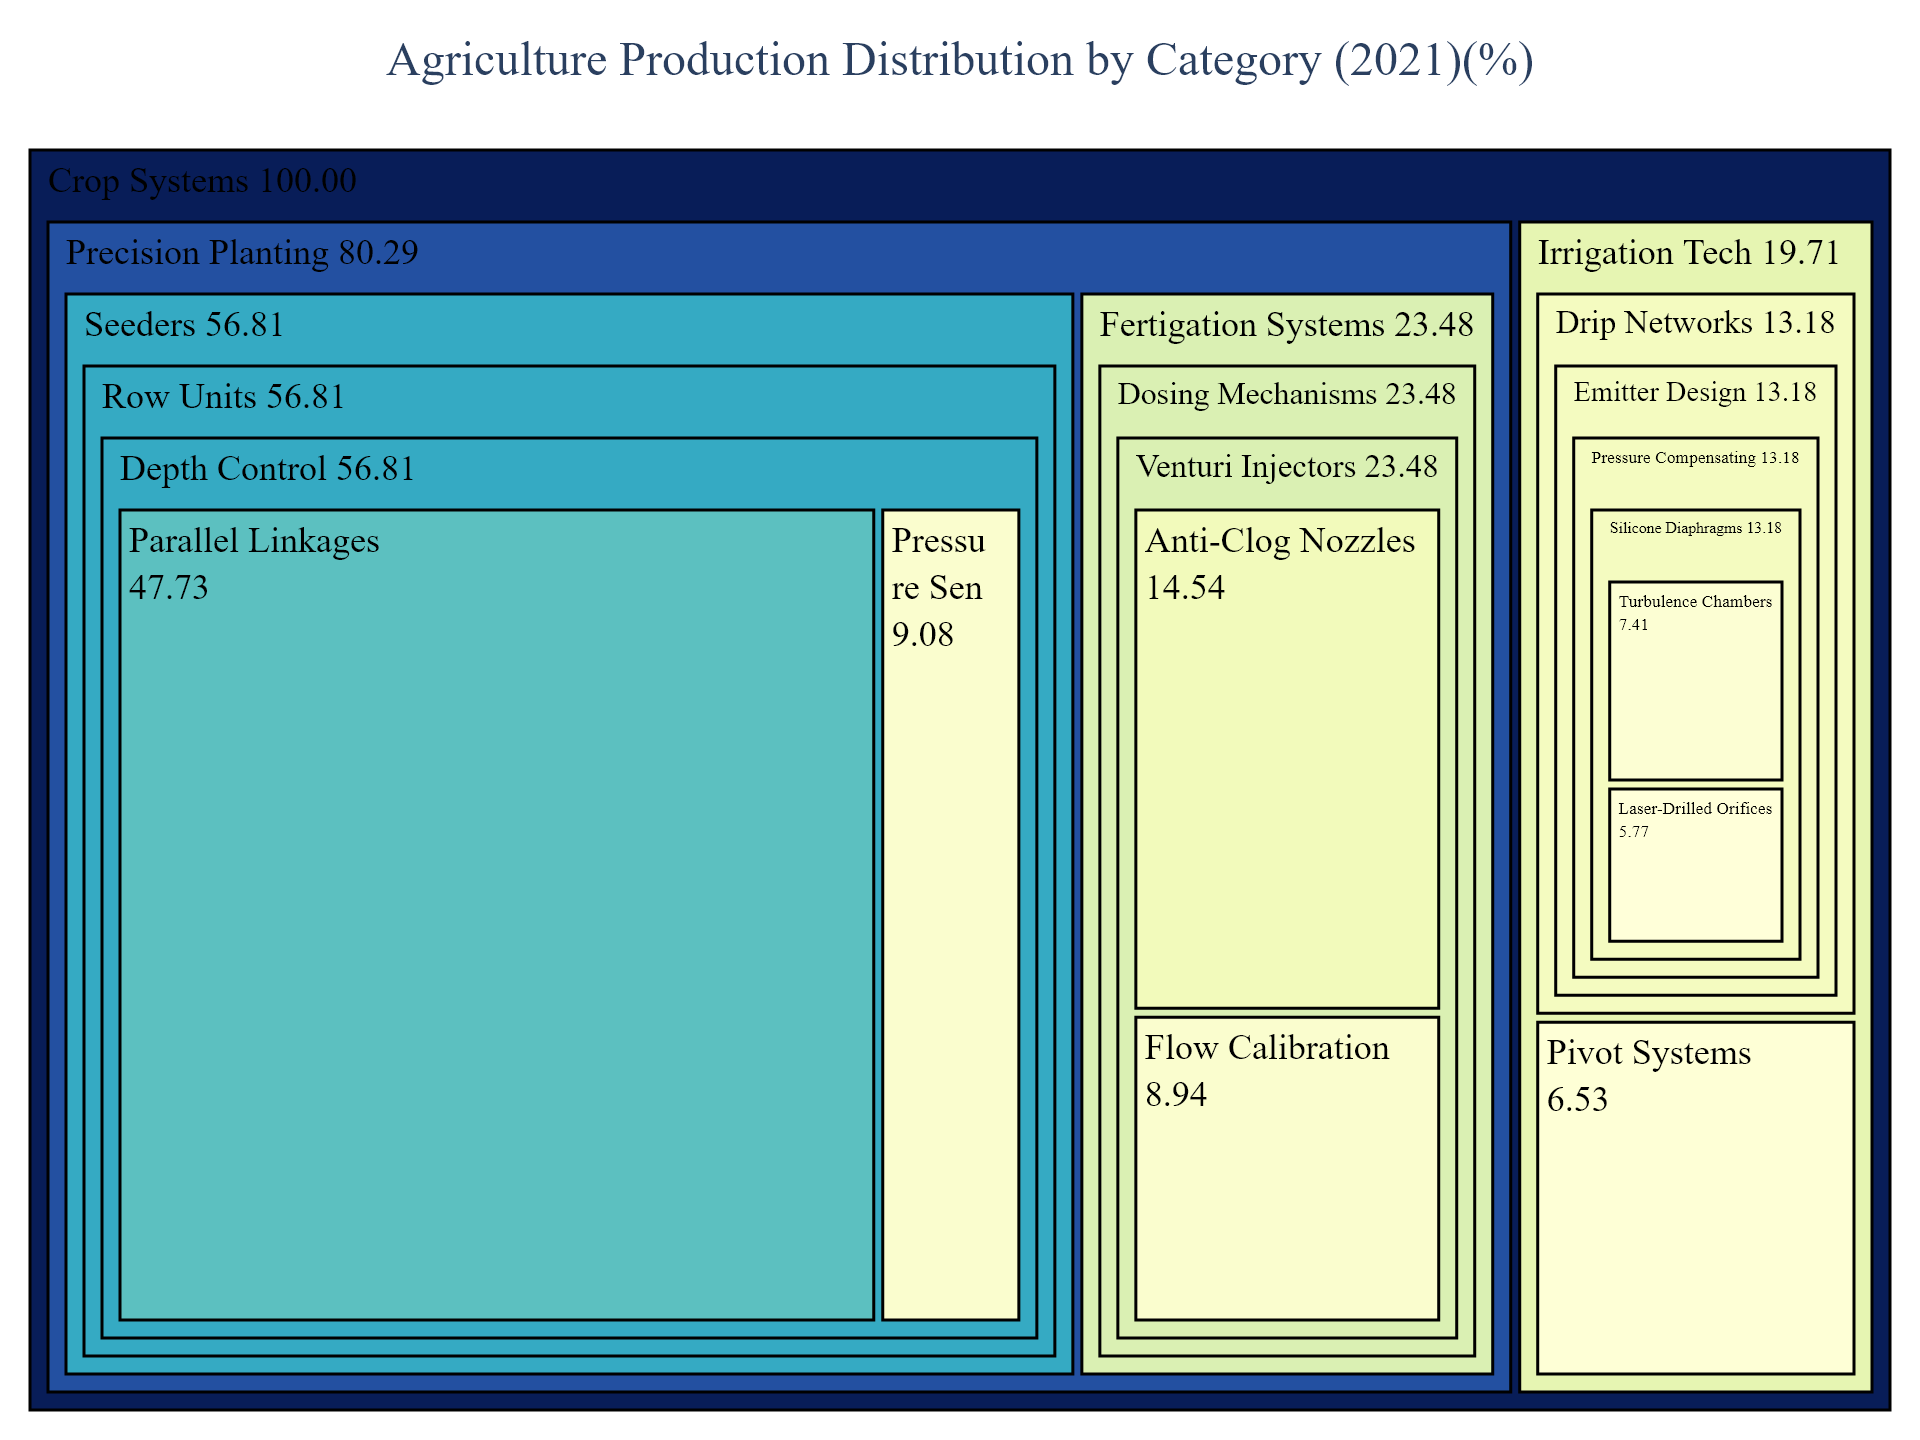 Agriculture Production Distribution by Category (2021)(%)
Crop Systems 100.00
Precision Planting 80.29
Seeders 56.81
Row Units 56.81
Depth Control 56.81
Parallel Linkages
47.73
Pressu
re Sen
9.08
Fertigation Systems 23.48
Dosing Mechanisms 23.48
Venturi Injectors 23.48
Anti-Clog Nozzles
14.54
Flow Calibration
8.94
Irrigation Tech 19.71
Drip Networks 13.18
Emitter Design 13.18
Pressure Compensating 13.18
Silicone Diaphragms 13.18
Turbulence Chambers
7.41
Laser-Drilled Orifices
5.77
Pivot Systems
6.53